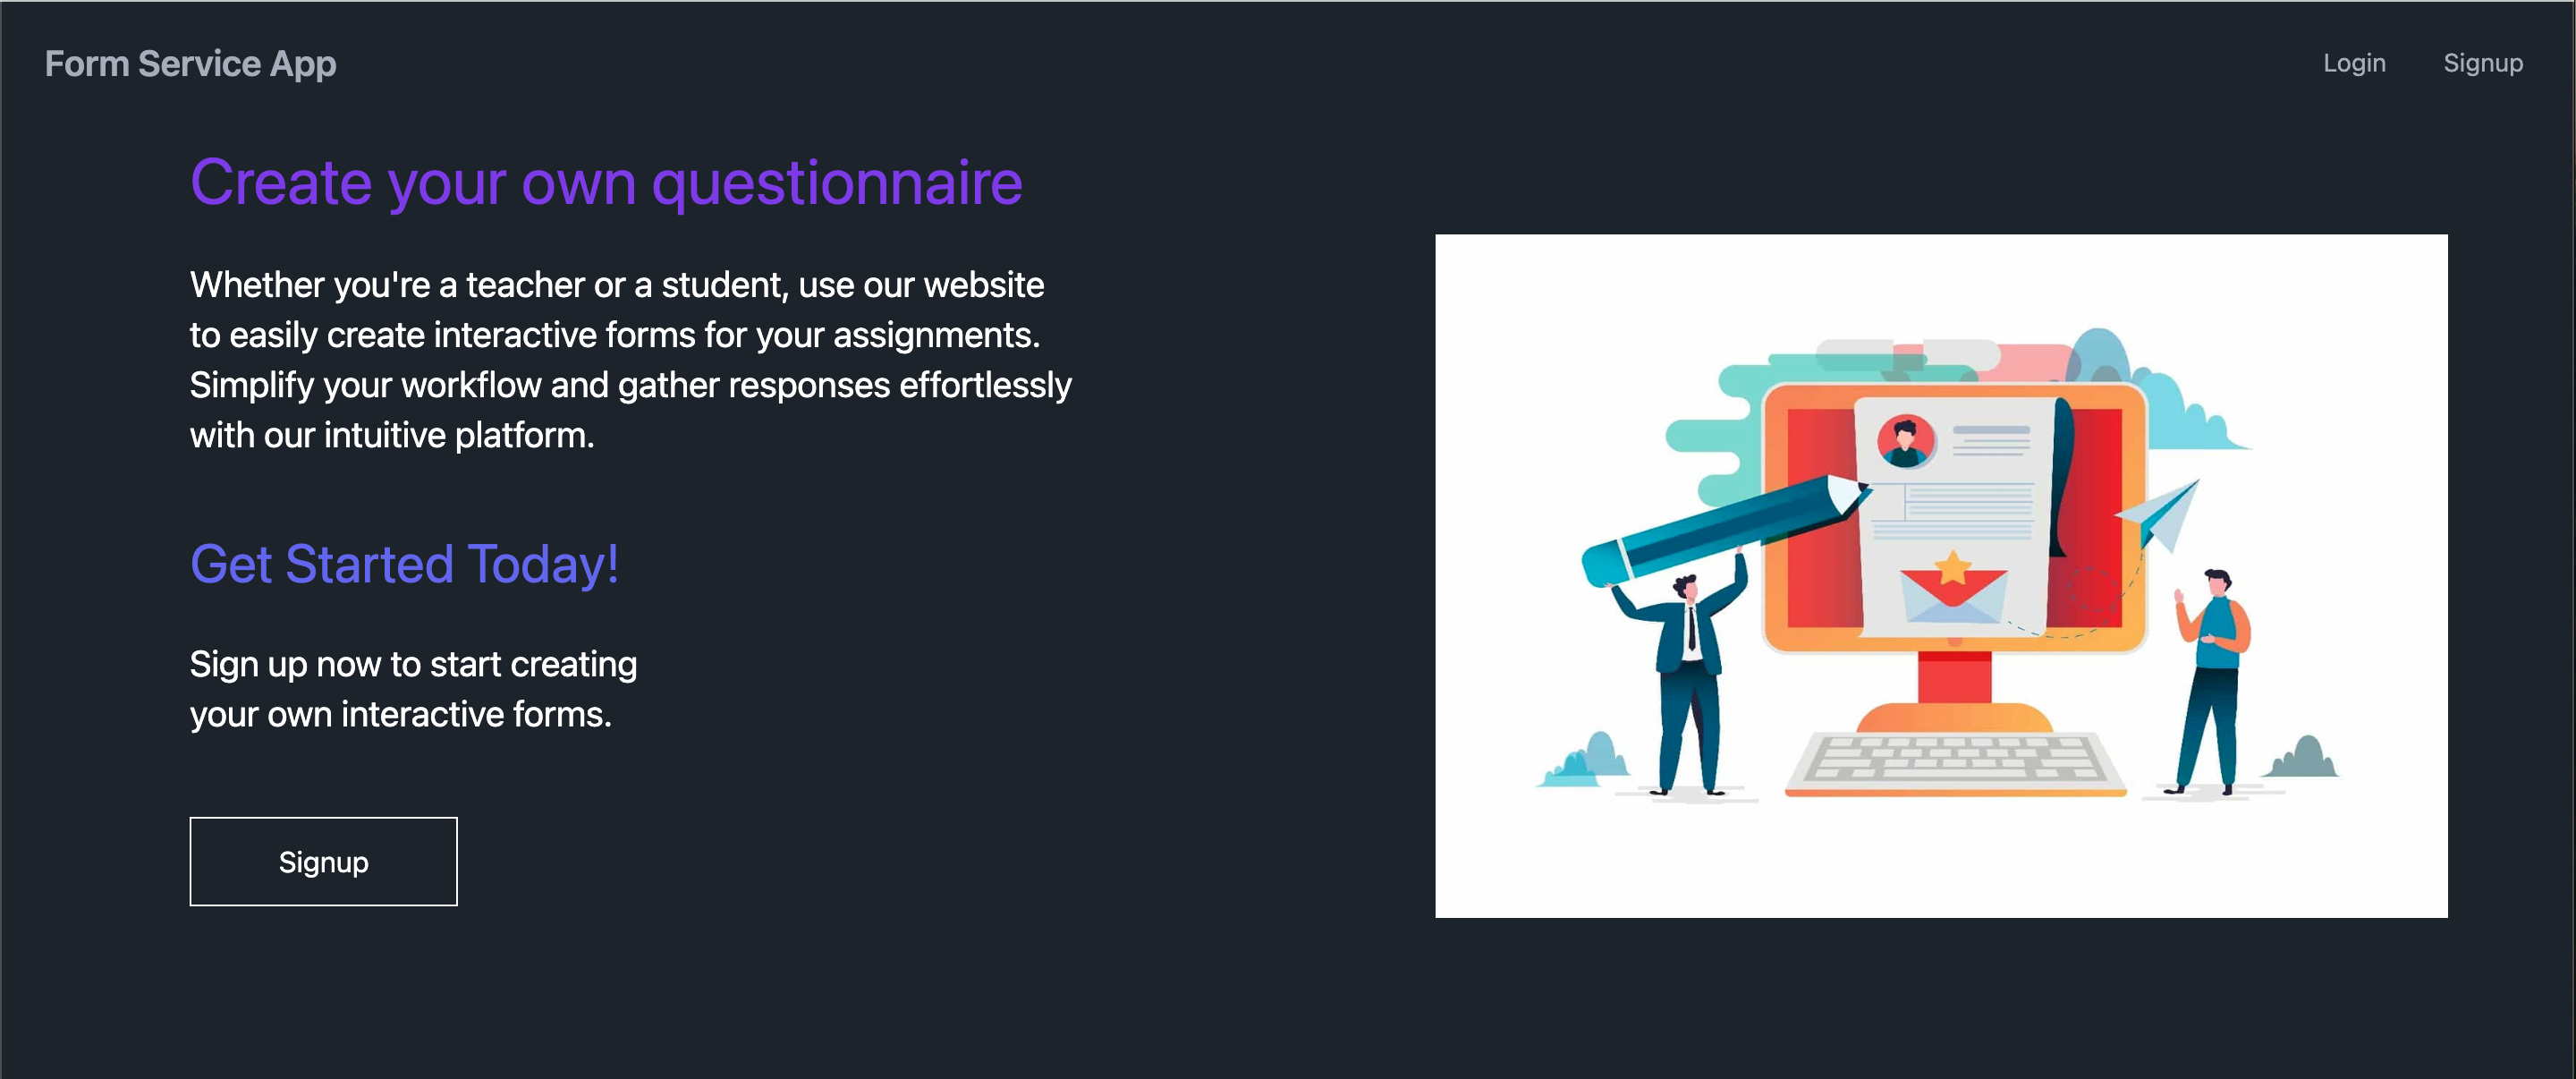 Form Service App
Login
Signup
Create your own questionnaire
Whether you're a teacher or a student, use our website
to easily create interactive forms for your assignments.
Simplify your workflow and gather responses effortlessly
with our intuitive platform.
Get Started Today!
Sign up now to start creating
your own interactive forms.
Signup